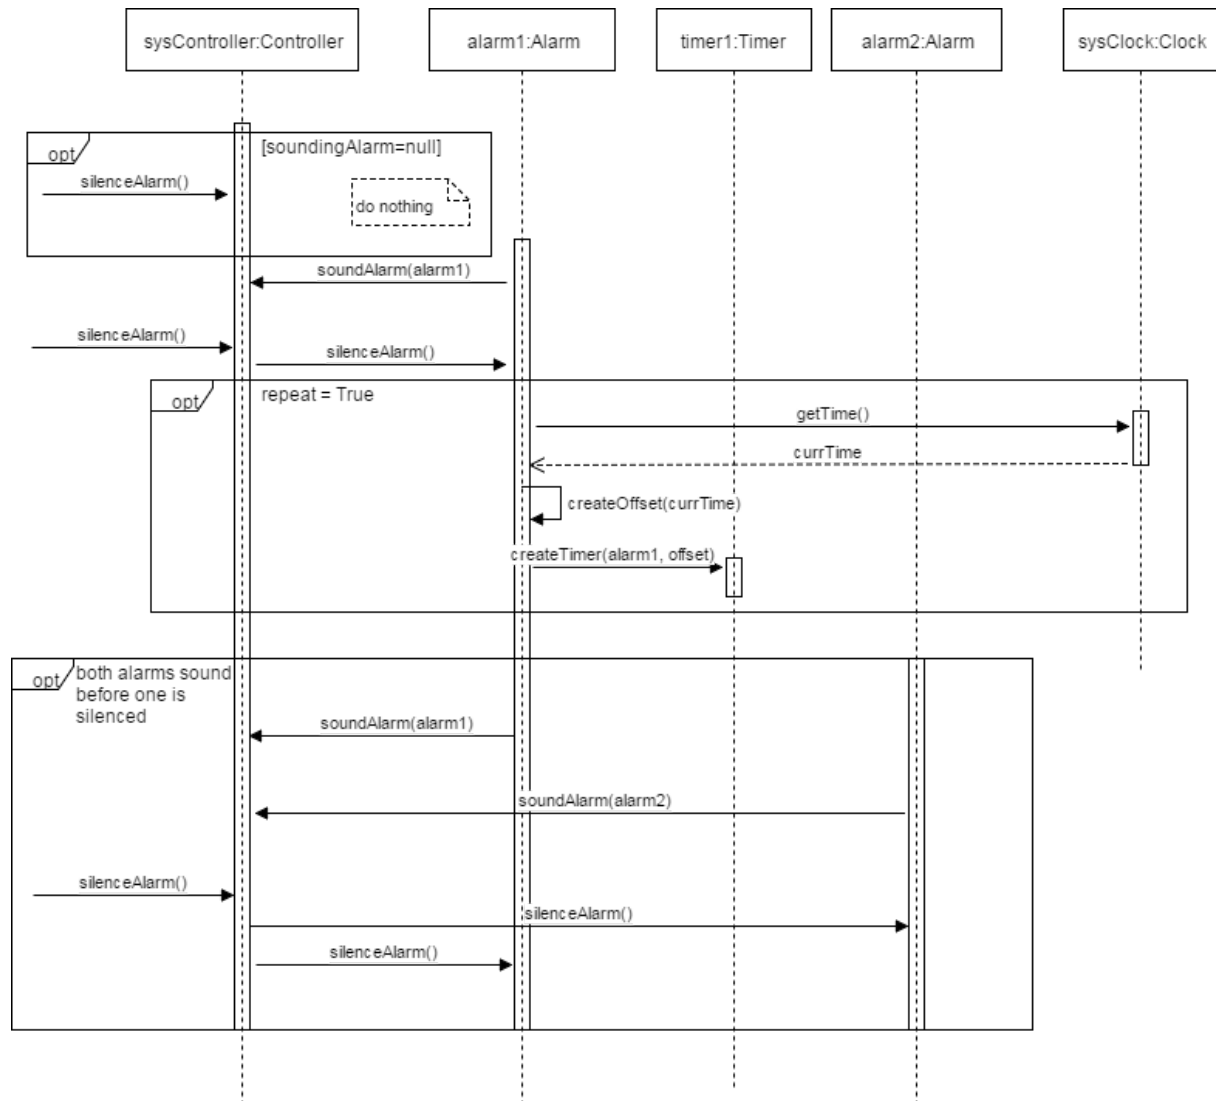 sysController:Controller
alarm1:Alarm
timer1:Timer
alarm2:Alarm
sysClock:Clock
opt
[soundingAlarm=null]
silenceAlarm()
do nothing
soundAlarm(alarm1)
silenceAlarm()
silenceAlarm()
opt
repeat = True
getTime()
currTime
createOffset(currTime)
createTimer(alarm1, offset)
opt
both alarms sound
before one is
silenced
soundAlarm(alarm1)
soundAlarm(alarm2)
silenceAlarm()
silenceAlarm()
silenceAlarm()